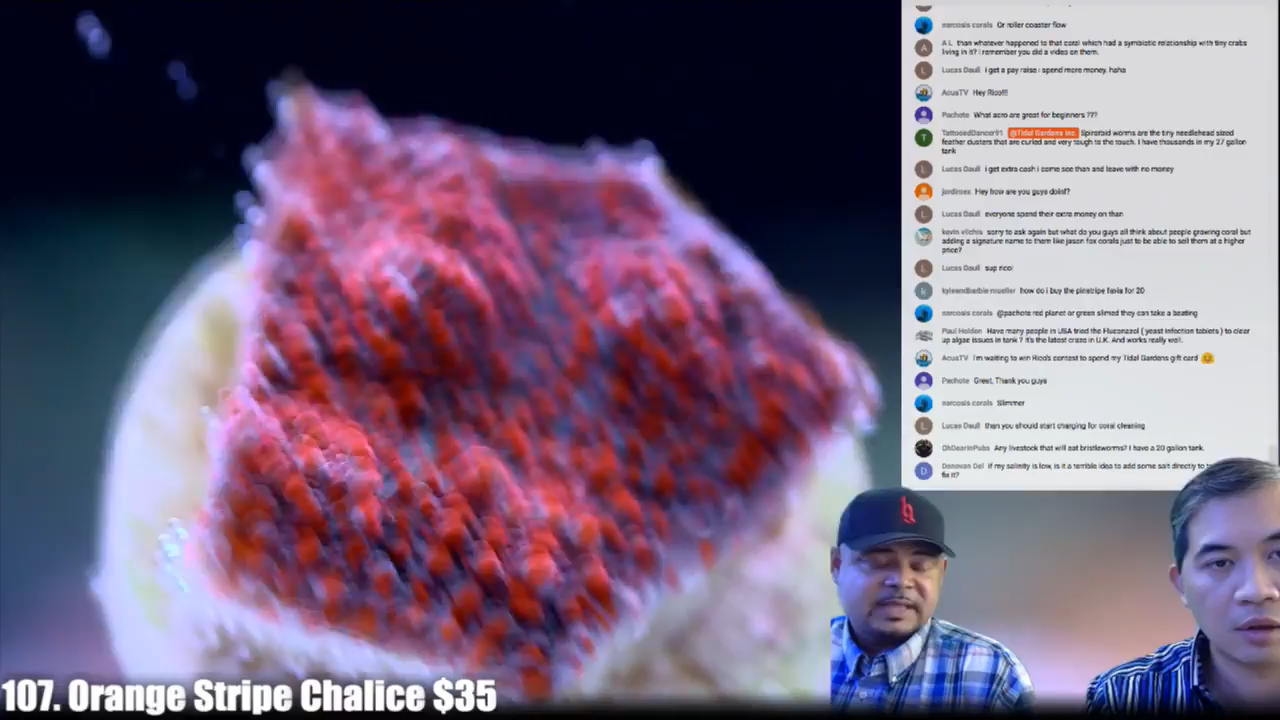 narcosis corals Or roller coaster flow
A L than whatever happened to that coral which had a symbiotic relationship with tiny crabs
living in it? i remember you did a video on them.
Lucas Daull i get a pay raise i spend more money. haha
AcusTV Hey Rico!!!
Pachote What acro are great for beginners ???
TattooedDancer91 @Tidal Gardens Inc. Spirorbid worms are the tiny needlehead sized
feather dusters that are curled and very rough to the touch. I have thousands in my 27 gallon
tank
Lucas Daull i get extra cash i come see than and leave with no money
jordinsex Hey how are you guys doinf?
Lucas Daull everyone spend their extra money on than
kevin vilchis sorry to ask again but what do you guys all think about people growing coral but
adding a signature name to them like jason fox corals just to be able to sell them at a higher
price?
Lucas Daull sup rico!
kyleandbarbie mueller how do i buy the pinstripe favia for 20
narcosis corals @pachote red planet or green slimed they can take a beating
Paul Holden Have many people in USA tried the Fluconazol ( yeast infection tablets ) to clear
up algae issues in tank ? It's the latest craze in U.K. And works really well.
AcusTV I'm waiting to win Rico's contest to spend my Tidal Gardens gift card
Pachote Great, Thank you guys
narcosis corals Slimmer
Lucas Daull than you should start charging for coral cleaning
OhDearInPubs Any livestock that will eat bristleworms? I have a 20 gallon tank.
D
Donovan Del if my salinity is low, is it a terrible idea to add some salt directly to
fix it?
107. Orange Stripe Chalice $35